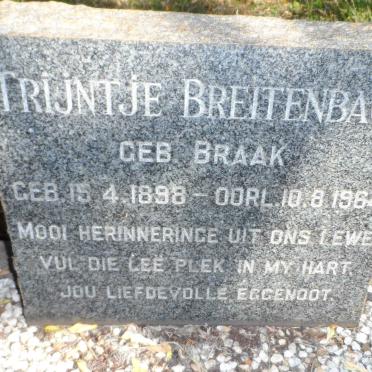 TRIJNTJE BREITENBA
GEB BRAAK
GEB. 15.4.1898 – OORL. 10.8.196
MOOI HERINNERINGE UIT ONS LEWE
VUL DIE LEË PLEK IN MY HART.
JOU LIEFDEVOLLE EGGENOOT.